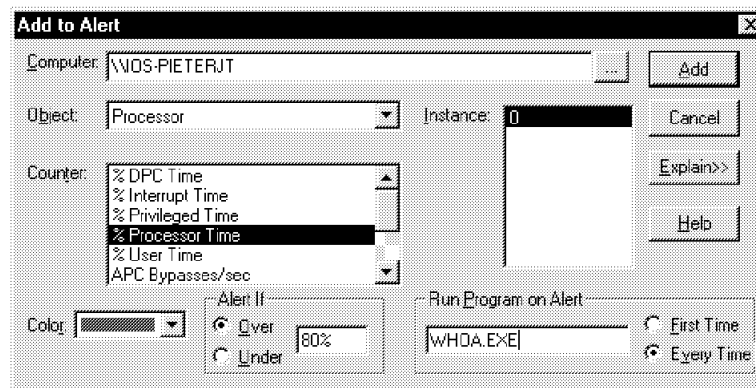 Add to Alert
Computer: \\IOS-PIETERJT ... Add
Object: Processor Instance: 0 Cancel
Counter: % DPC Time
% Interrupt Time
% Privileged Time
% Processor Time
% User Time
APC Bypasses/sec
Explain>>
Help
Color:
Alert If
Over
Under
80%
Run Program on Alert
WHOA.EXE
First Time
Every Time